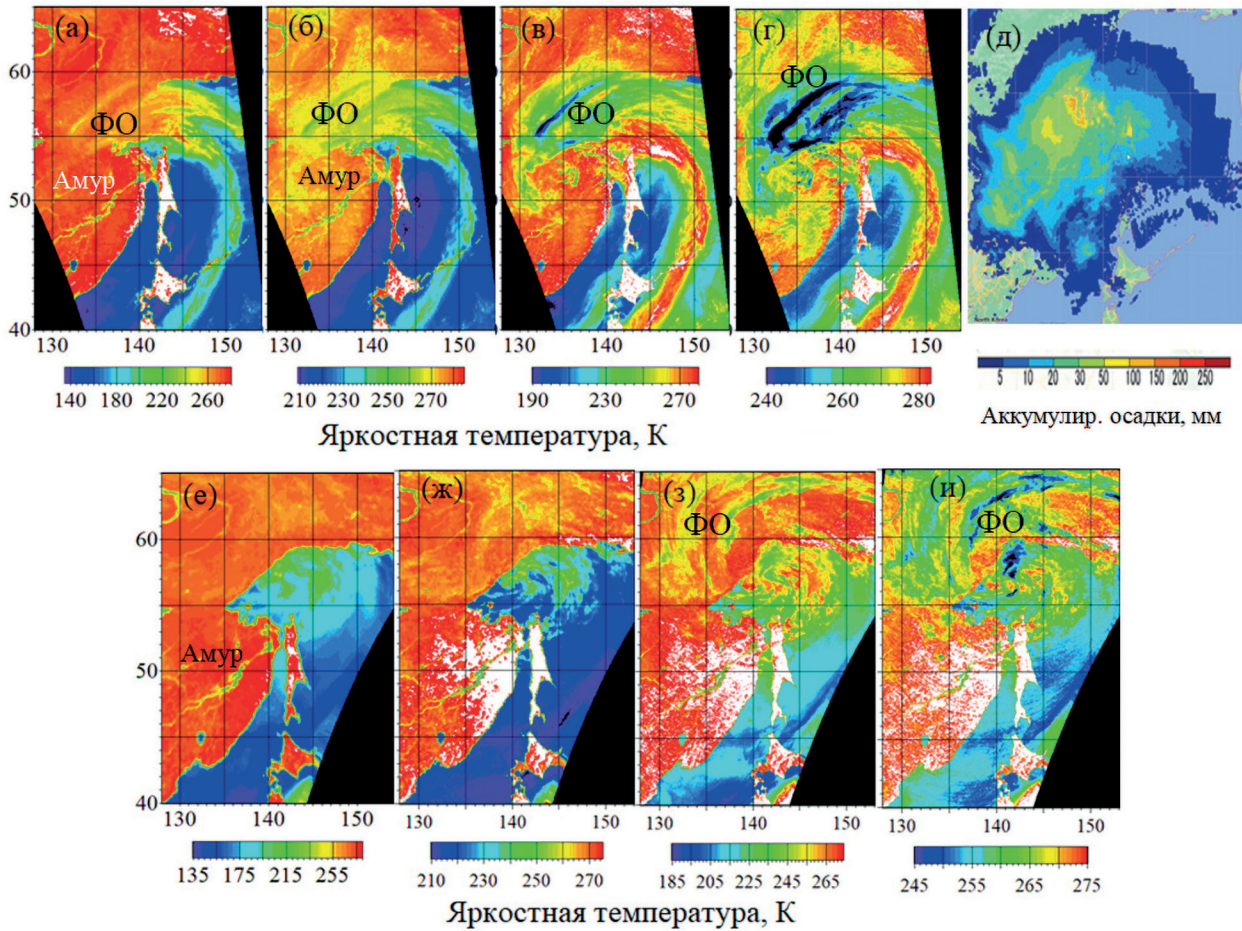 (а) (б) (в) (г) (д)
60
ФО ФО ФО ФО
Амур Амур
50
40
130 140 150 130 140 150 130 140 150 130 140 150
North Korea
140 180 220 260 210 230 250 270 190 230 270 240 260 280
5 10 20 30 50 100 150 200 250
Яркостная температура, К
Аккумулир. осадки, мм
(е) (ж) (з) (и)
ФО ФО
60
Амур
50
40
130 140 150 130 140 150 130 140 150 130 140 150
135 175 215 255 210 230 250 270 185 205 225 245 265 245 255 265 275
Яркостная температура, К